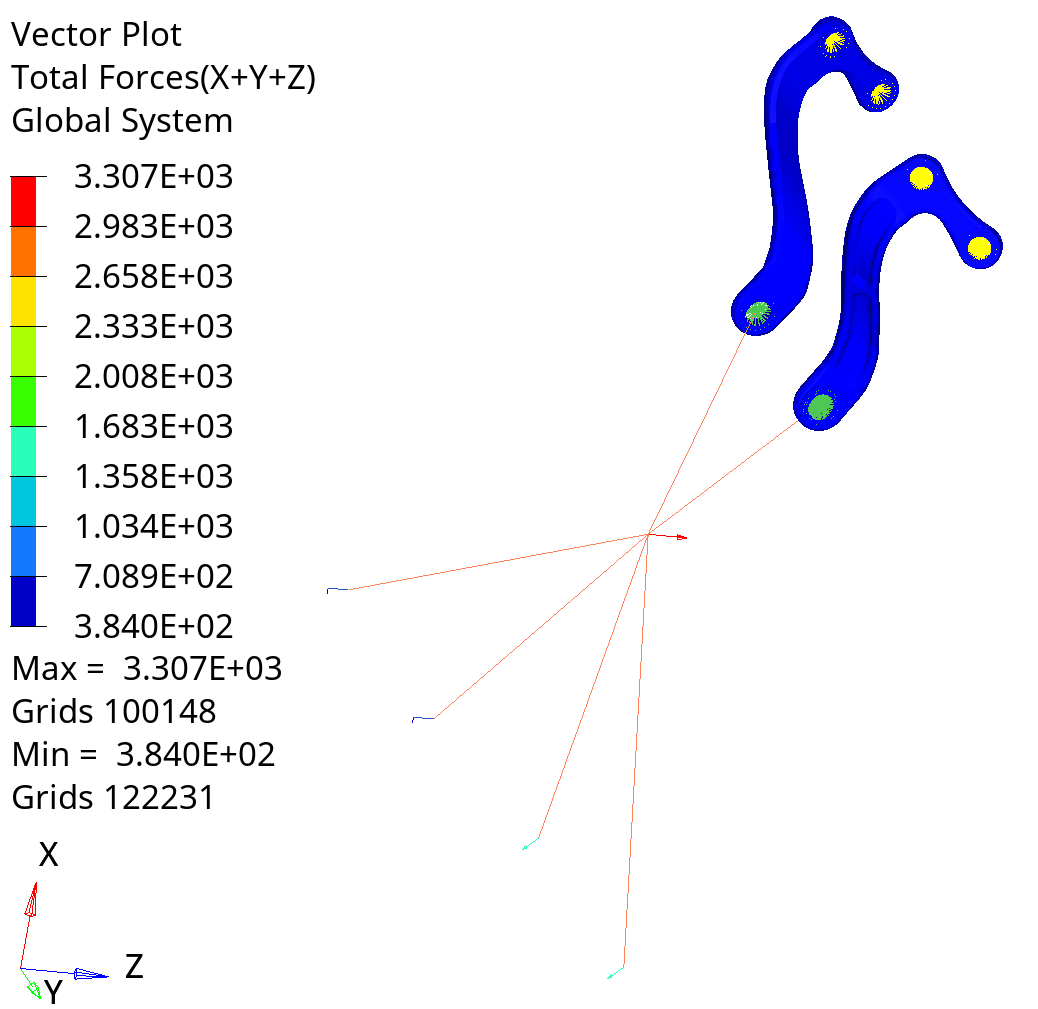 Vector Plot
Total Forces(X+Y+Z)
Global System
3.307E+03
2.983E+03
2.658E+03
2.333E+03
2.008E+03
1.683E+03
1.358E+03
1.034E+03
7.089E+02
3.840E+02
Max = 3.307E+03
Grids 100148
Min = 3.840E+02
Grids 122231
X
Z
Y